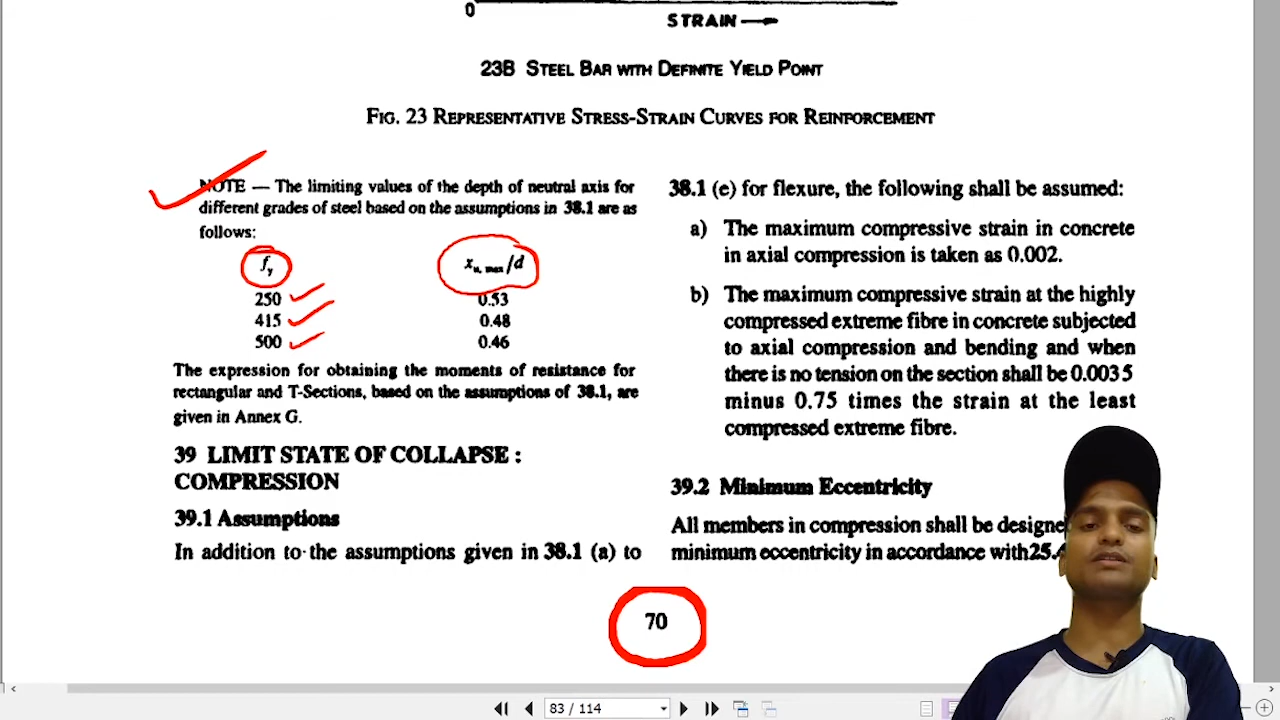 0
STRAIN
23B STEEL BAR WITH DEFINITE YIELD POINT
FIG. 23 REPRESENTATIVE STRESS-STRAIN CURVES FOR REINFORCEMENT
NOTE — The limiting values of the depth of neutral axis for
different grades of steel based on the assumptions in 38.1 are as
follows:
fy xu, max/d
250 0.53
415 0.48
500 0.46
The expression for obtaining the moments of resistance for
rectangular and T-Sections, based on the assumptions of 38.1, are
given in Annex G.
39 LIMIT STATE OF COLLAPSE :
COMPRESSION
39.1 Assumptions
In addition to the assumptions given in 38.1 (a) to
38.1 (e) for flexure, the following shall be assumed:
a) The maximum compressive strain in concrete
in axial compression is taken as 0.002.
b) The maximum compressive strain at the highly
compressed extreme fibre in concrete subjected
to axial compression and bending and when
there is no tension on the section shall be 0.0035
minus 0.75 times the strain at the least
compressed extreme fibre.
39.2 Minimum Eccentricity
All members in compression shall be designe
minimum eccentricity in accordance with 25.4
70
83 / 114